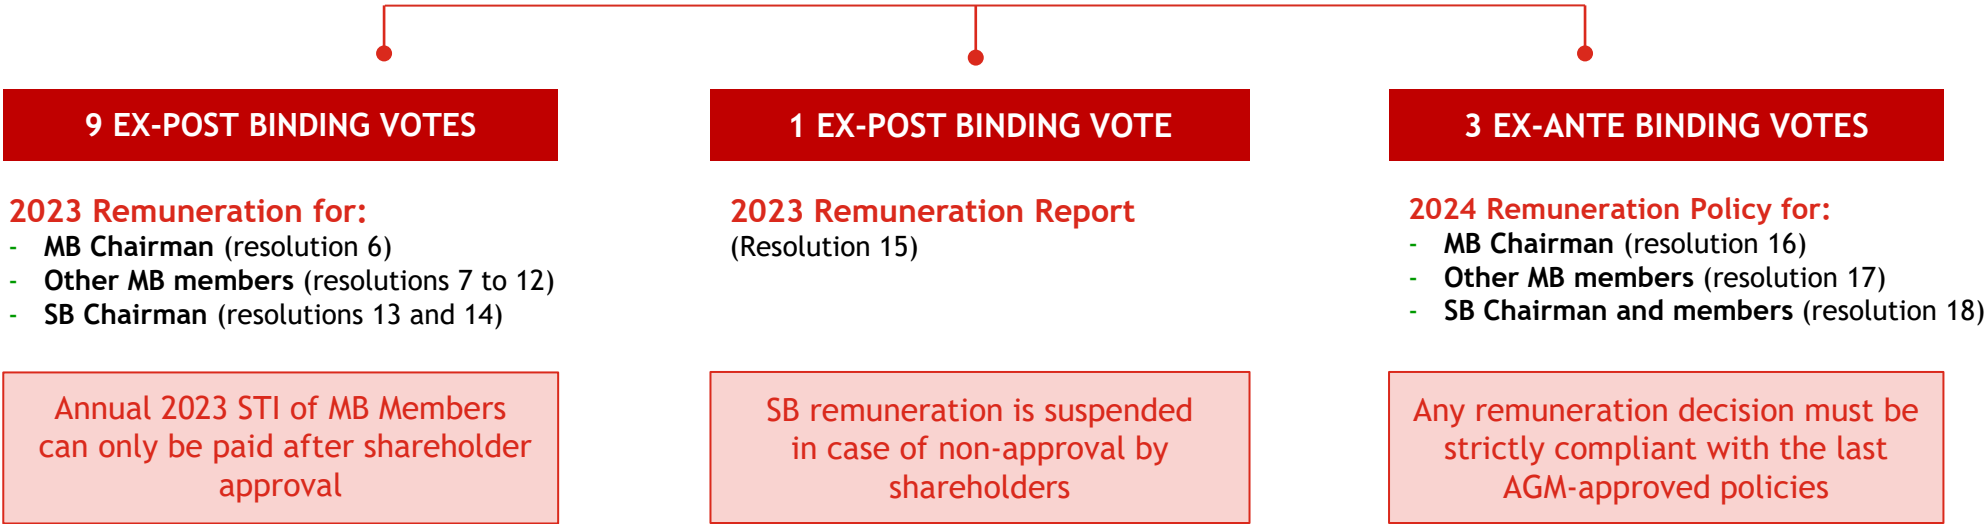 9 EX-POST BINDING VOTES
2023 Remuneration for:
- MB Chairman (resolution 6)
- Other MB members (resolutions 7 to 12)
- SB Chairman (resolutions 13 and 14)
Annual 2023 STI of MB Members
can only be paid after shareholder
approval
1 EX-POST BINDING VOTE
2023 Remuneration Report
(Resolution 15)
SB remuneration is suspended
in case of non-approval by
shareholders
3 EX-ANTE BINDING VOTES
2024 Remuneration Policy for:
- MB Chairman (resolution 16)
- Other MB members (resolution 17)
- SB Chairman and members (resolution 18)
Any remuneration decision must be
strictly compliant with the last
AGM-approved policies